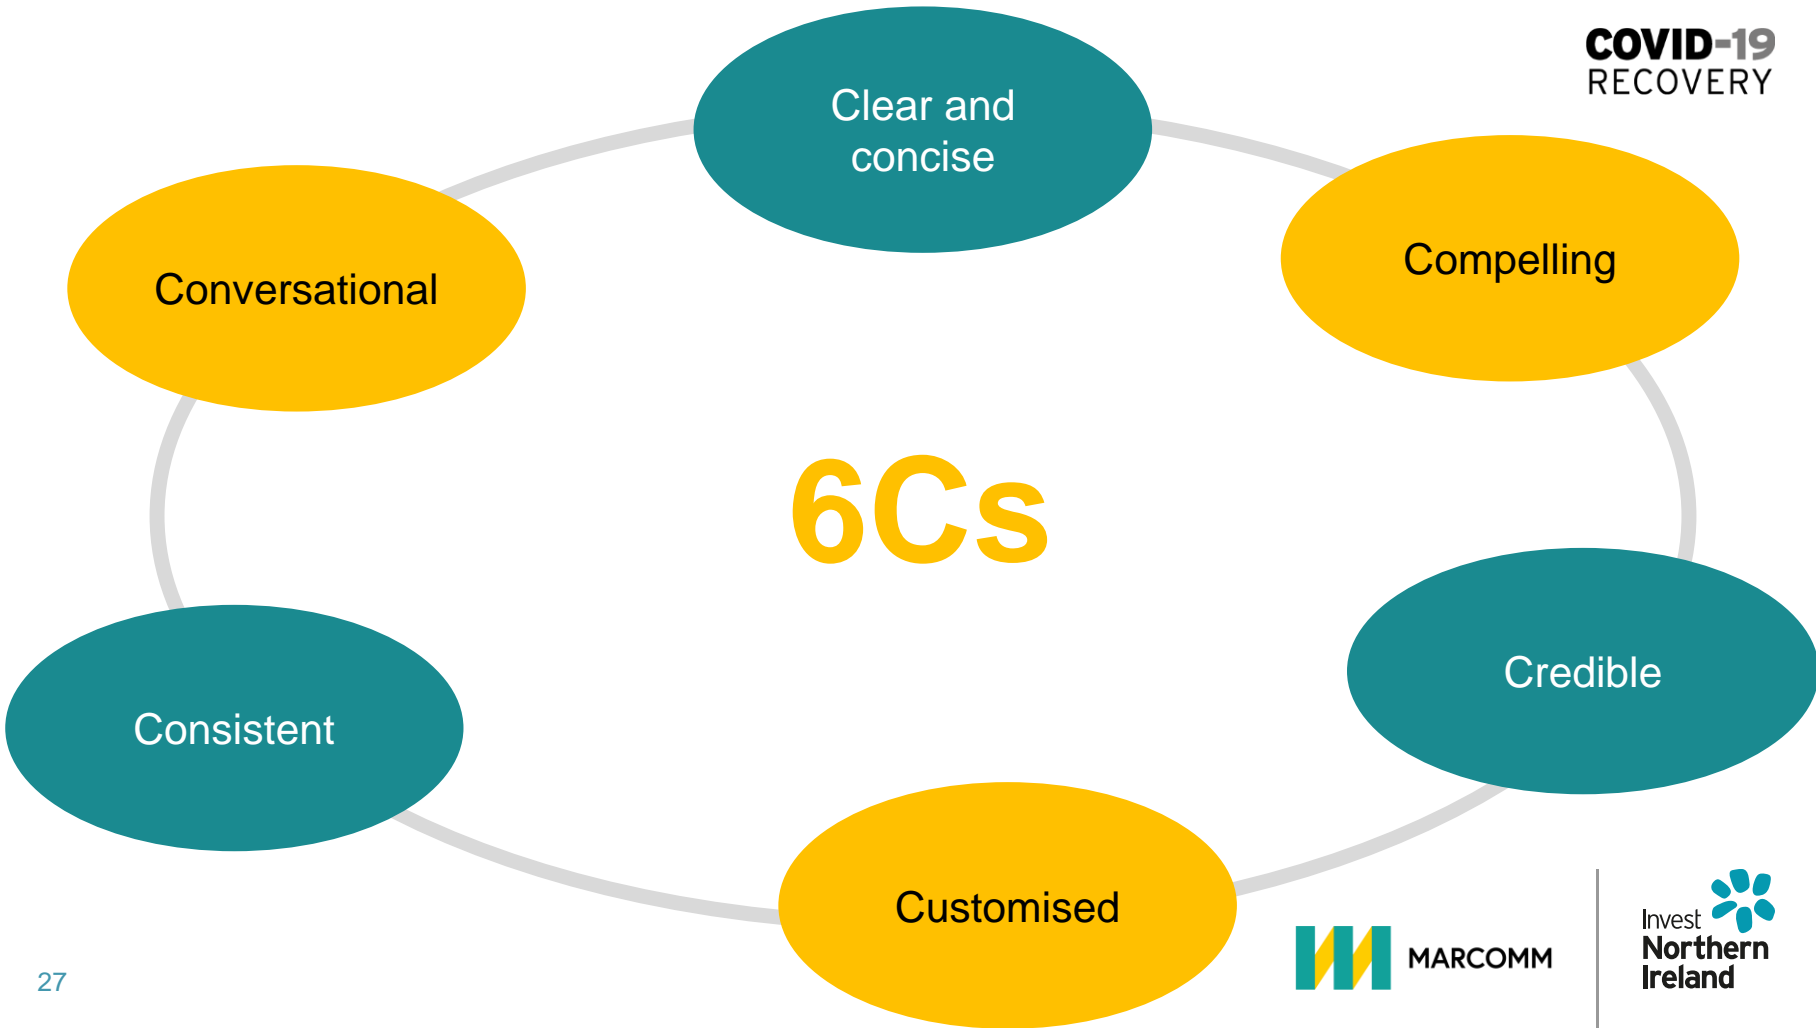 COVID-19
RECOVERY
Clear and
concise
Compelling
Conversational
6Cs
Credible
Consistent
Customised
MARCOMM
Invest
Northern
Ireland
27